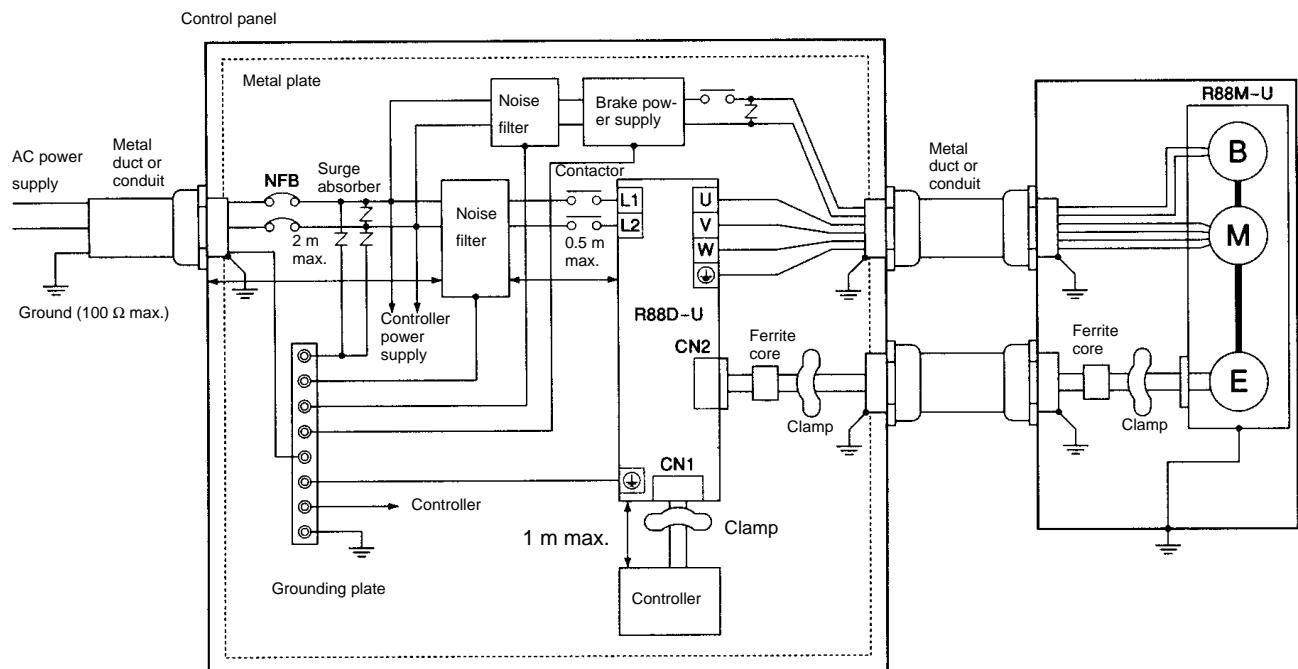 Control panel
Metal plate
R88M-U
Noise
filter
Brake pow-
er supply
B
AC power
supply
Metal
duct or
conduit
NFB
Surge
absorber
Contactor
Metal
duct or
conduit
Noise
filter
L1
L2
U
V
W
M
2 m
max.
0.5 m
max.
Ground (100 Ω max.)
Controller
power
supply
R88D-U
CN2
Ferrite
core
Clamp
Ferrite
core
Clamp
E
CN1
Controller
Clamp
1 m max.
Grounding plate
Controller